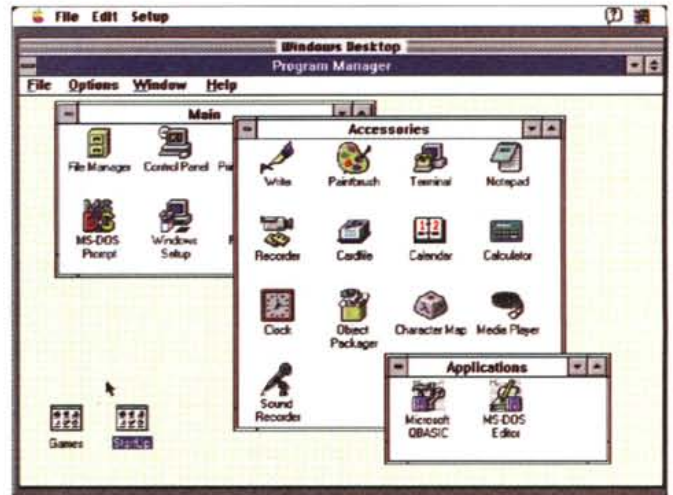 File Edit Setup
Windows Desktop
Program Manager
File Options Window Help
Main
File Manager
Control Panel
MS-DOS
Prompt
Windows
Setup
Accessories
Write
Paintbrush
Terminal
Notepad
Recorder
Cardfile
Calendar
Calculator
Clock
Object
Packager
Character Map
Media Player
Sound
Recorder
Applications
Microsoft
QBASIC
MS-DOS
Editor
Games
StartUp